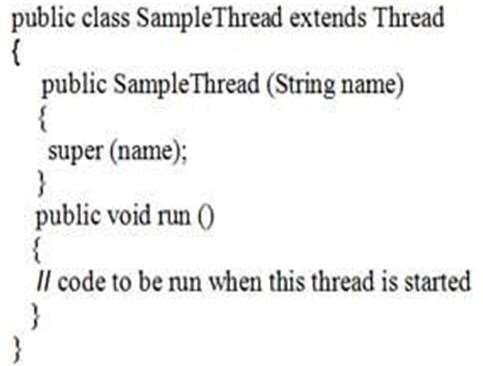 public class SampleThread extends Thread
{
public SampleThread (String name)
{
super (name);
}
public void run ()
{
// code to be run when this thread is started
}
}